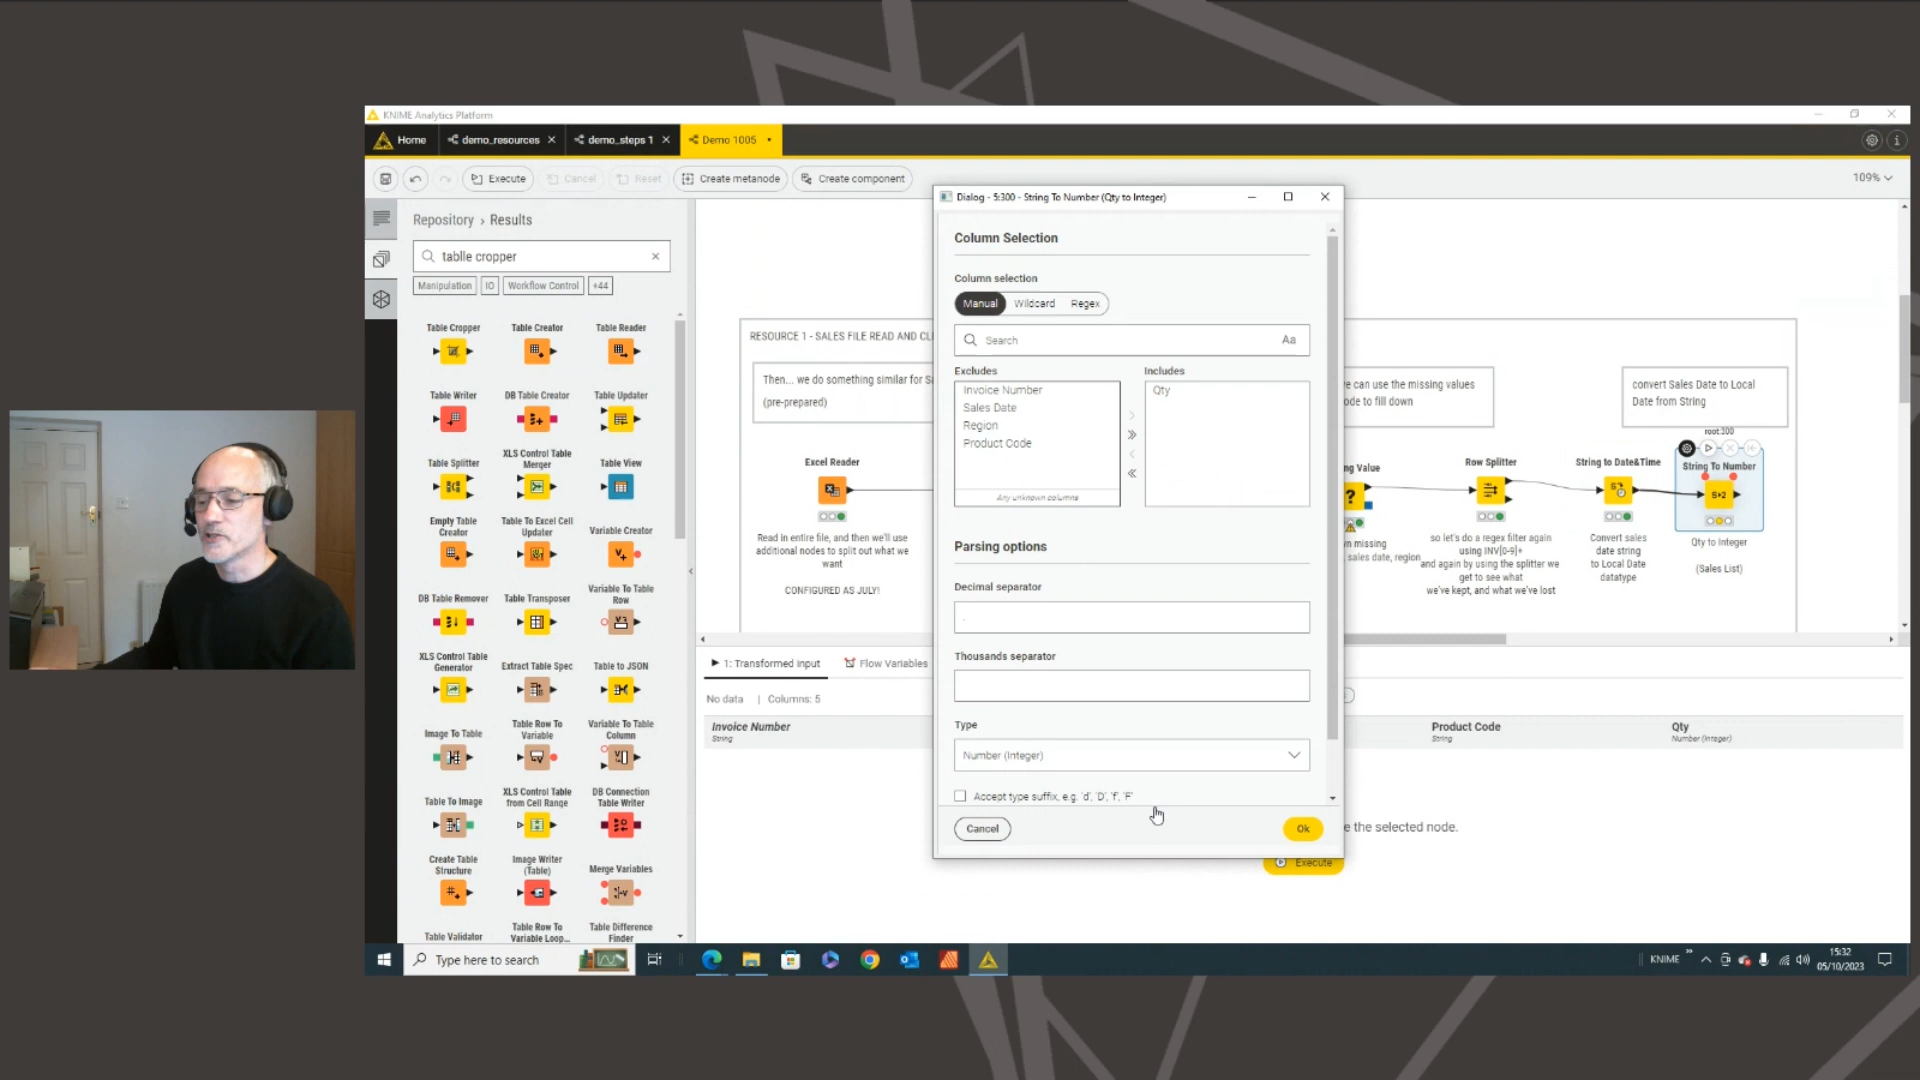 KNIME Analytics Platform
Home
demo_resources
demo_steps 1
Demo 1005
Execute
Cancel
Reset
Create metanode
Create component
109%
Repository › Results
tablle cropper
Manipulation
IO
Workflow Control
+44
Table Cropper
Table Creator
Table Reader
Table Writer
DB Table Creator
Table Updater
Table Splitter
XLS Control Table
Merger
Table View
Empty Table
Creator
Table To Excel Cell
Updater
Variable Creator
DB Table Remover
Table Transposer
Variable To Table
Row
XLS Control Table
Generator
Extract Table Spec
Table to JSON
Image To Table
Table Row To
Variable
Variable To Table
Column
Table To Image
XLS Control Table
from Cell Range
DB Connection
Table Writer
Create Table
Structure
Image Writer
(Table)
Merge Variables
Table Validator
Table Row To
Variable Loop...
Table Difference
Finder
RESOURCE 1 - SALES FILE READ AND CL
Then... we do something similar for Sa
(pre-prepared)
Excel Reader
Read in entire file, and then we'll use
additional nodes to split out what we
want
CONFIGURED AS JULY!
Dialog - 5:300 - String To Number (Qty to Integer)
Column Selection
Column selection
Manual
Wildcard
Regex
Search
Aa
Excludes
Includes
Invoice Number
Sales Date
Region
Product Code
Any unknown columns
Qty
Parsing options
Decimal separator
.
Thousands separator
Type
Number (Integer)
Accept type suffix, e.g. 'd', 'D', 'f', 'F'
Cancel
Ok
e can use the missing values
ode to fill down
convert Sales Date to Local
Date from String
root:300
ng Value
Row Splitter
String to Date&Time
String To Number
S›2
n missing
, sales date, region
so let's do a regex filter again
using INV[0-9]+
and again by using the splitter we
get to see what
we've kept, and what we've lost
Convert sales
date string
to Local Date
datatype
Qty to Integer
(Sales List)
1: Transformed input
Flow Variables
No data | Columns: 5
Invoice Number
String
Product Code
String
Qty
Number (Integer)
e the selected node.
Execute
Type here to search
KNIME
15:32
05/10/2023